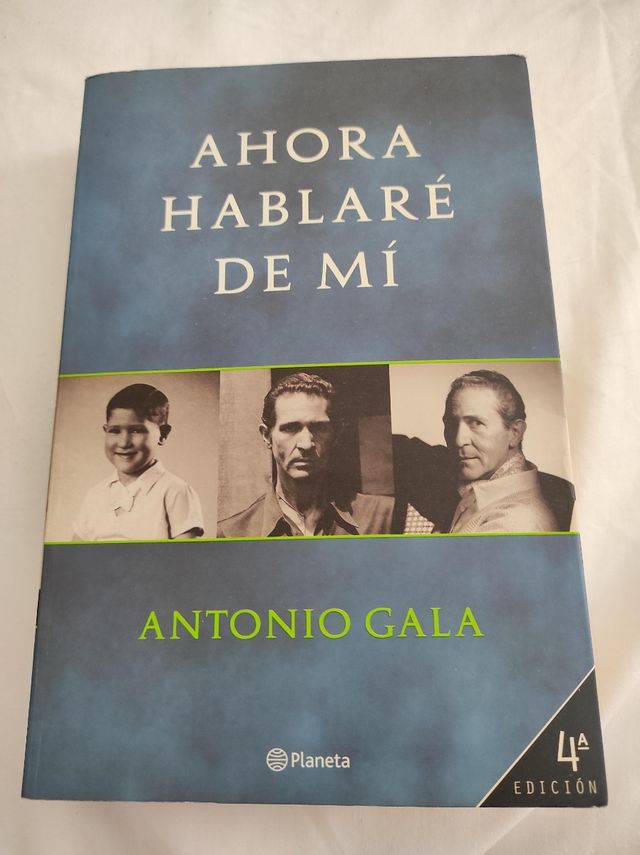 AHORA
HABLARÉ
DE MÍ
ANTONIO GALA
Planeta
4ª
EDICIÓN